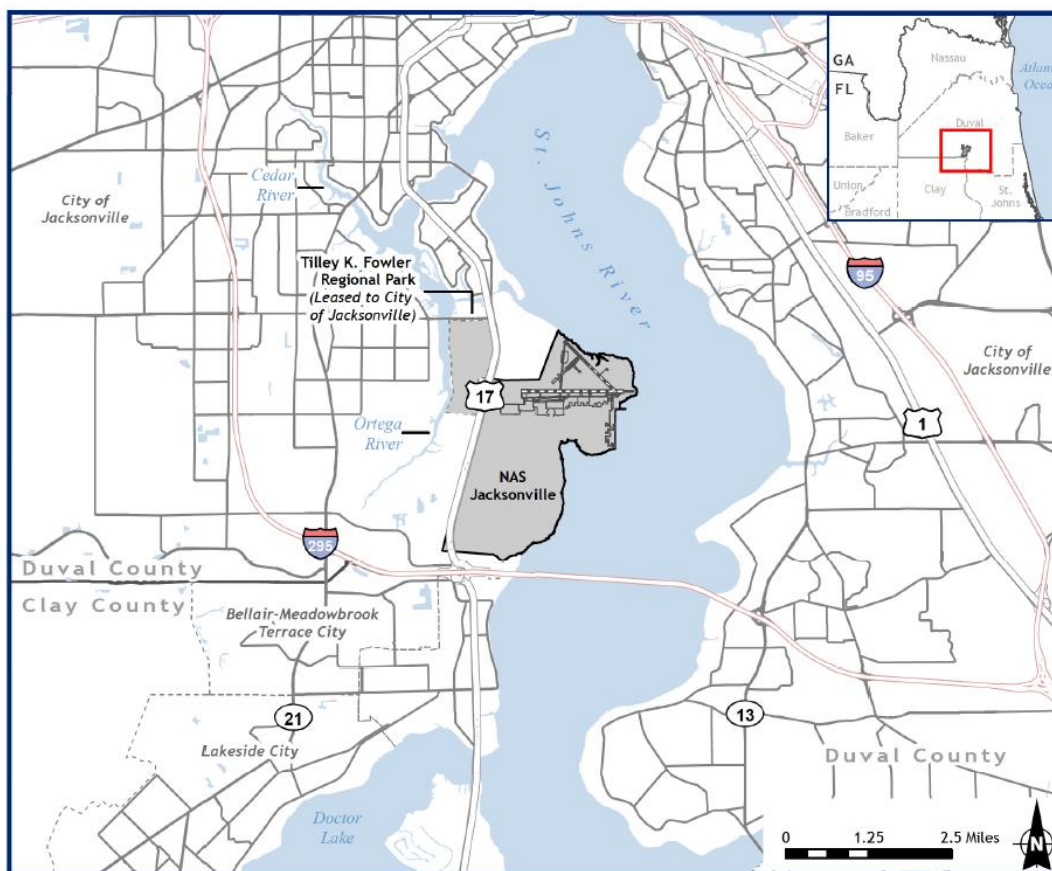 GA
FL
Nassau
Atlan
Ocea
Duval
Baker
Union
Clay
St.
Johns
Bradford
Cedar
River
City of
Jacksonville
St. Johns River
Tilley K. Fowler
Regional Park
(Leased to City
of Jacksonville)
95
City of
Jacksonville
17
1
Ortega
River
NAS
Jacksonville
295
Duval County
Clay County
Bellair-Meadowbrook
Terrace City
21
13
Lakeside City
Duval County
Doctor
Lake
0 1.25 2.5 Miles
N